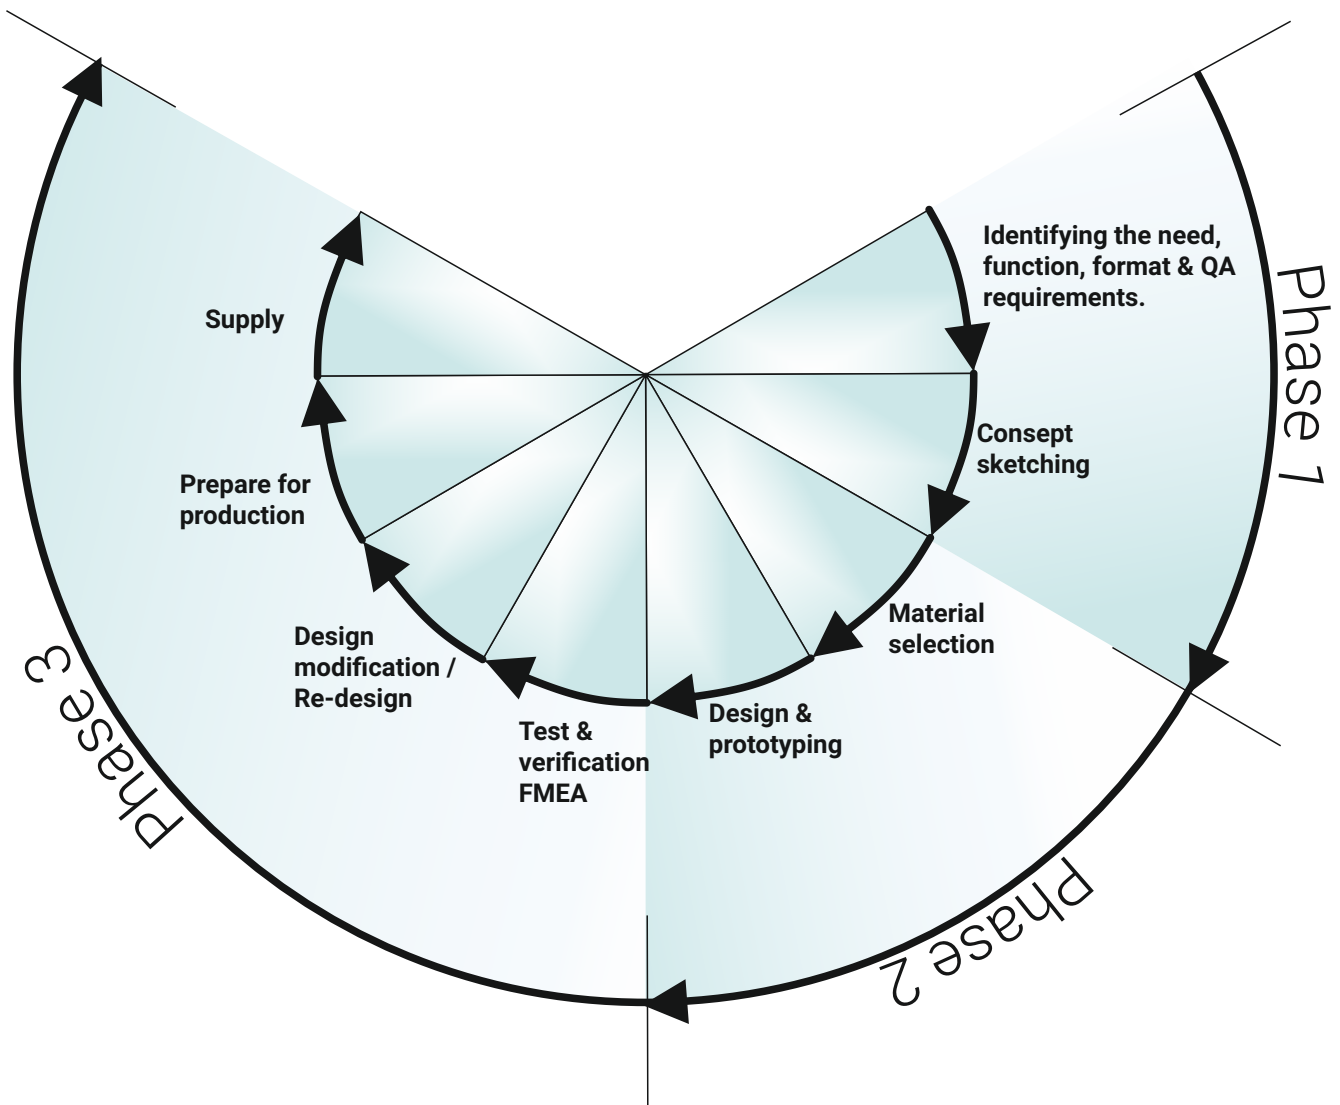 Identifying the need,
function, format & QA
requirements.
Consept
sketching
Material
selection
Design &
prototyping
Test &
verification
FMEA
Design
modification /
Re-design
Prepare for
production
Supply
Phase 1
Phase 2
Phase 3